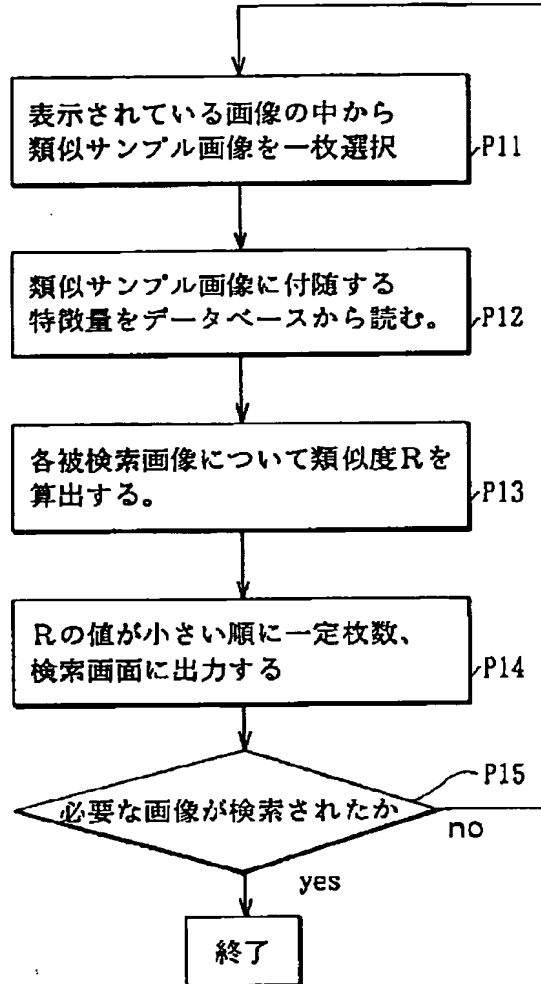 表示されている画像の中から
類似サンプル画像を一枚選択
P11
類似サンプル画像に付随する
特徴量をデータベースから読む。
P12
各被検索画像について類似度Rを
算出する。
P13
Rの値が小さい順に一定枚数、
検索画面に出力する
P14
P15
必要な画像が検索されたか
no
yes
終了